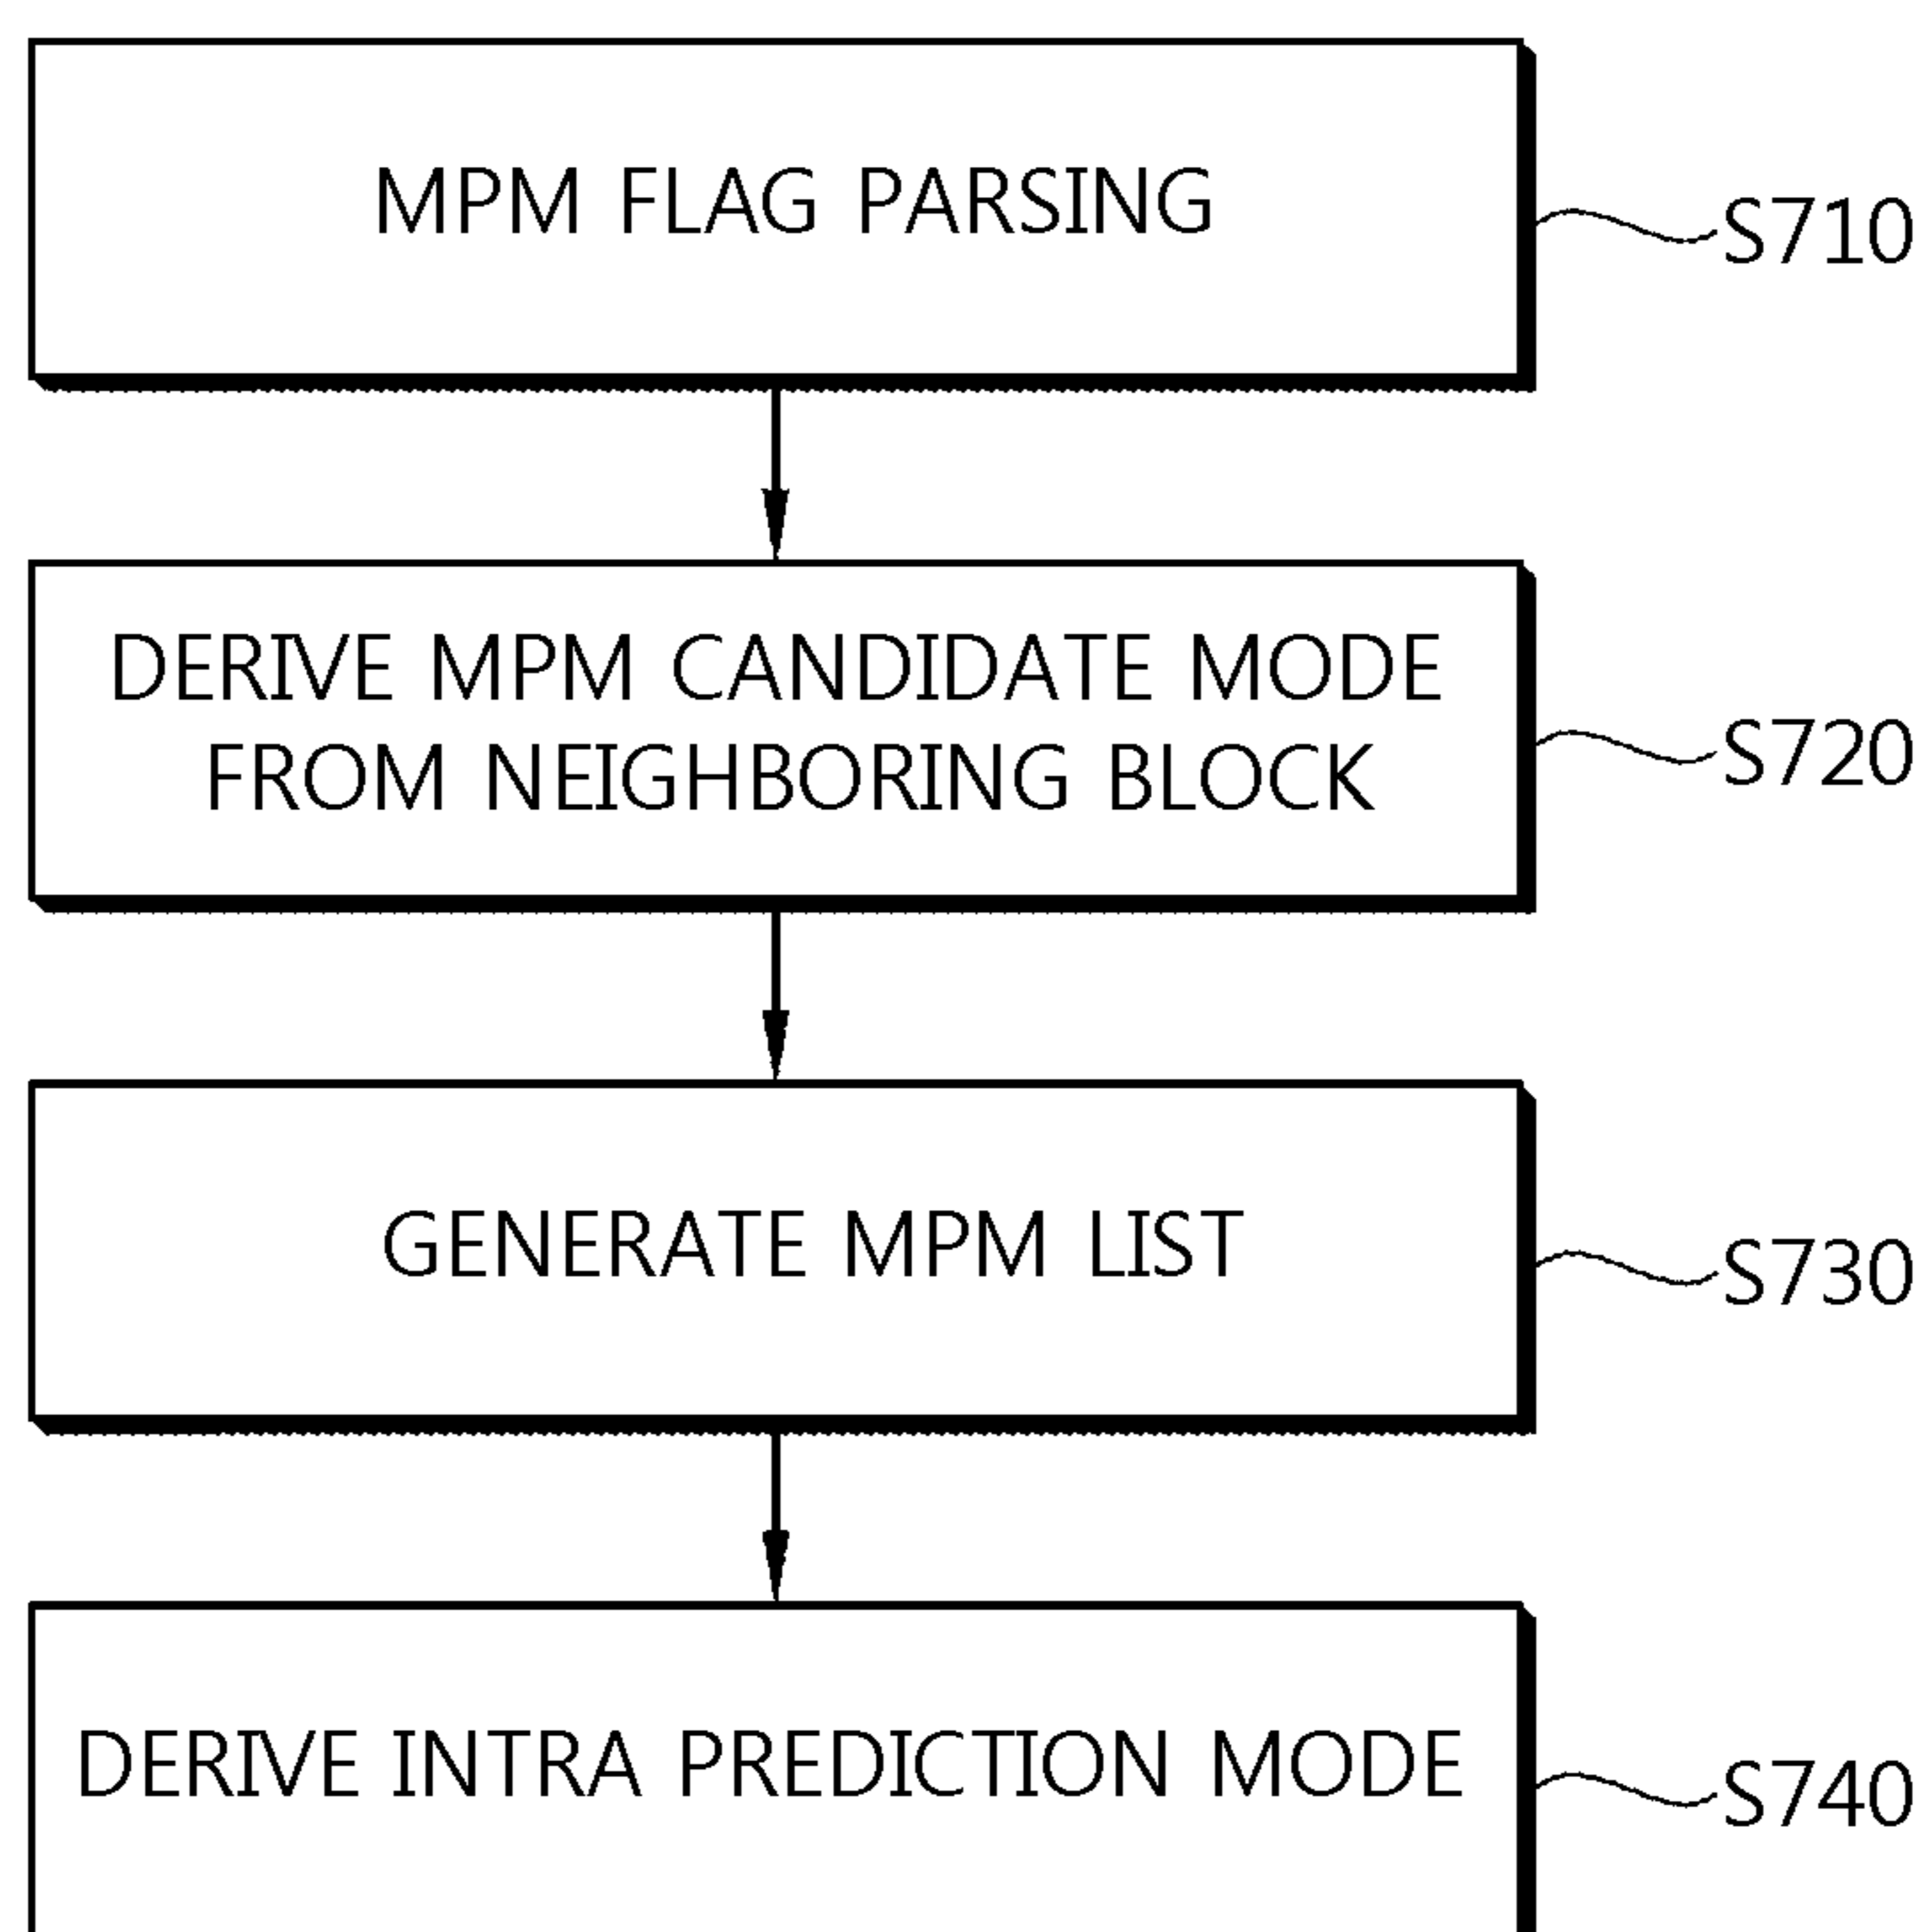 MPM FLAG PARSING
S710
DERIVE MPM CANDIDATE MODE
FROM NEIGHBORING BLOCK
S720
GENERATE MPM LIST
S730
DERIVE INTRA PREDICTION MODE
S740